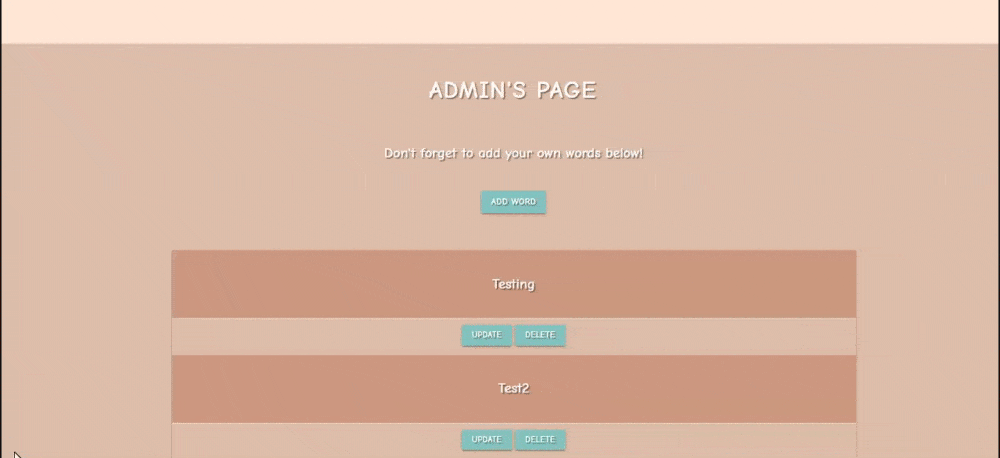 ADMIN'S PAGE
Don't forget to add your own words below!
ADD WORD
Testing
UPDATE DELETE
Test2
UPDATE DELETE